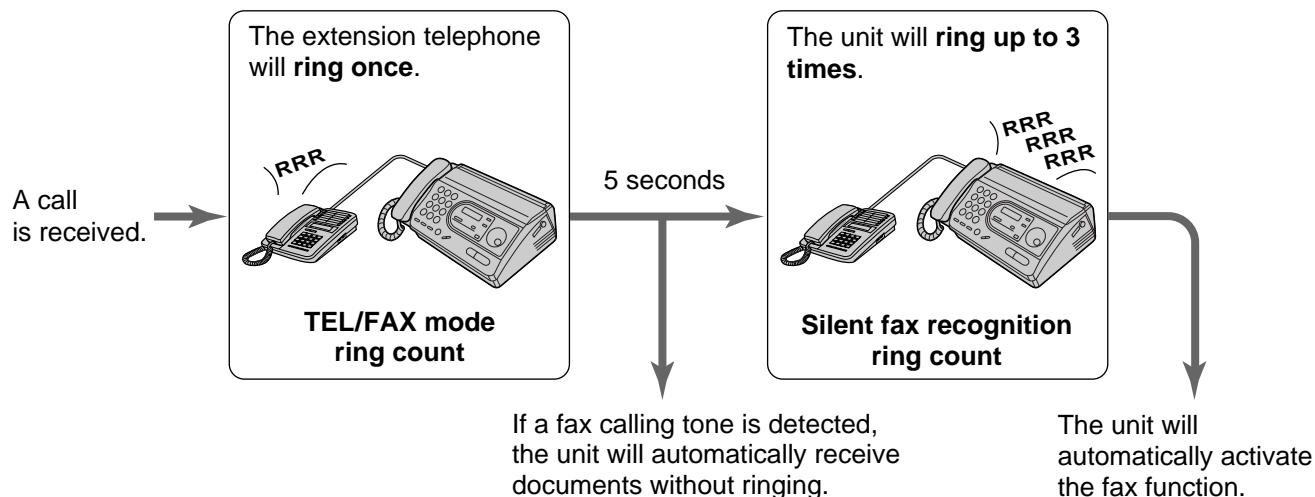 The extension telephone
will ring once.
The unit will ring up to 3
times.
RRR
RRR
RRR
RRR
A call
is received.
5 seconds
TEL/FAX mode
ring count
Silent fax recognition
ring count
If a fax calling tone is detected,
the unit will automatically receive
documents without ringing.
The unit will
automatically activate
the fax function.